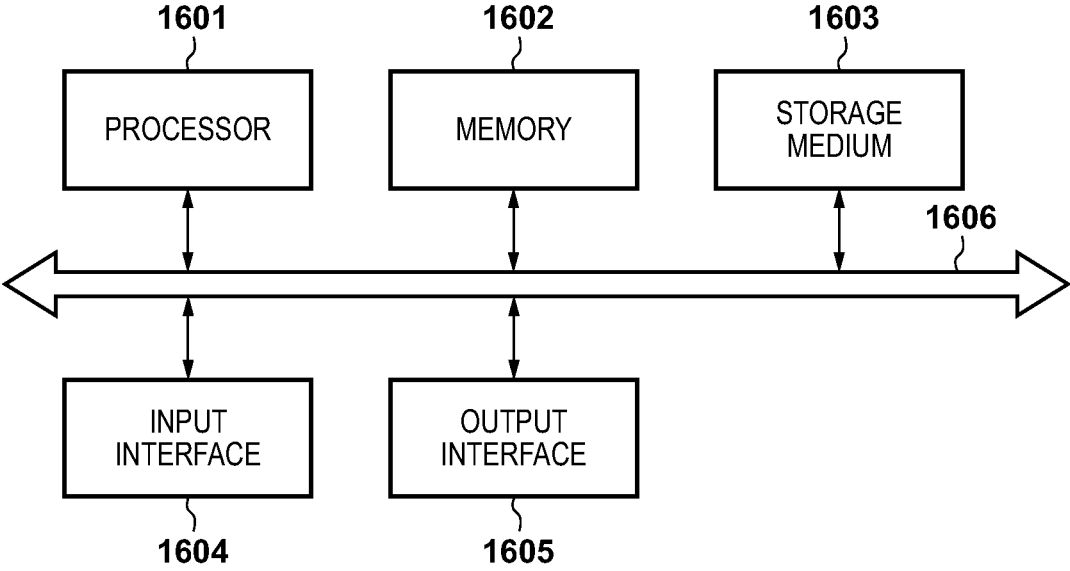 1601
1602
1603
PROCESSOR
MEMORY
STORAGE
MEDIUM
1606
INPUT
INTERFACE
OUTPUT
INTERFACE
1604
1605